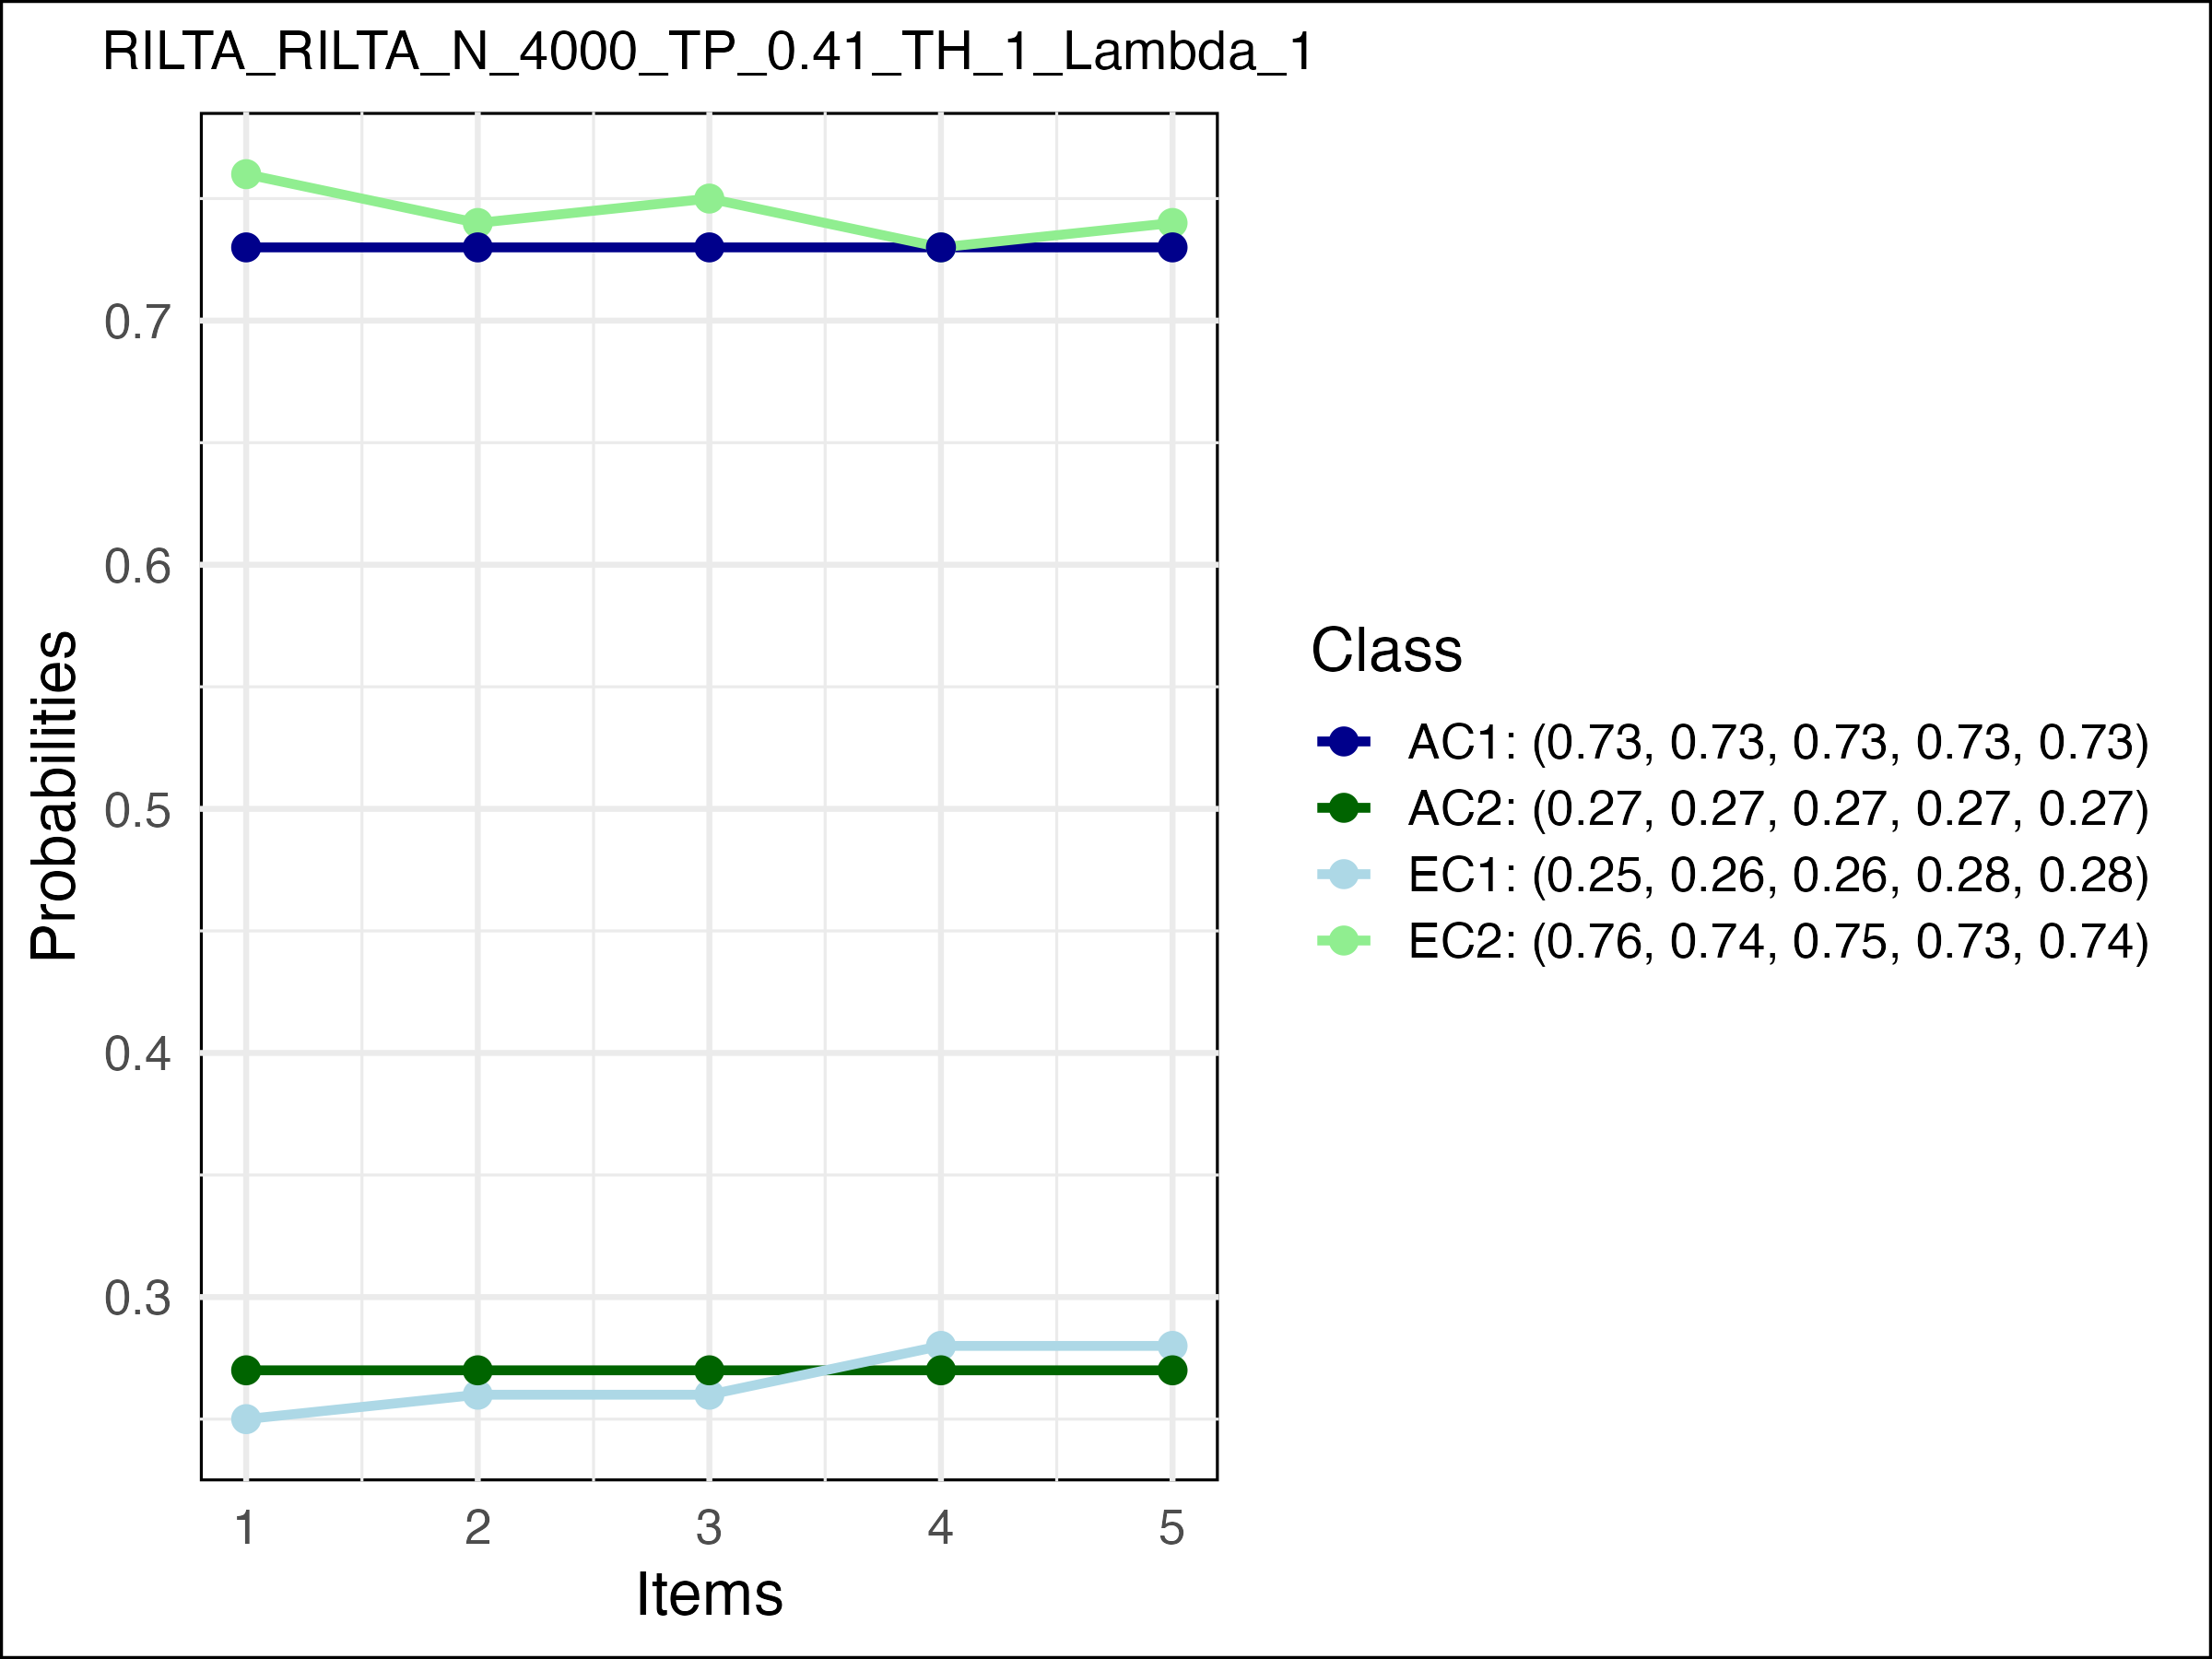 RILTA_RILTA_N_4000_TP_0.41_TH_1_Lambda_1
Probabilities
0.7
0.6
0.5
0.4
0.3
1 2 3 4 5
Items
Class
AC1: (0.73, 0.73, 0.73, 0.73, 0.73)
AC2: (0.27, 0.27, 0.27, 0.27, 0.27)
EC1: (0.25, 0.26, 0.26, 0.28, 0.28)
EC2: (0.76, 0.74, 0.75, 0.73, 0.74)